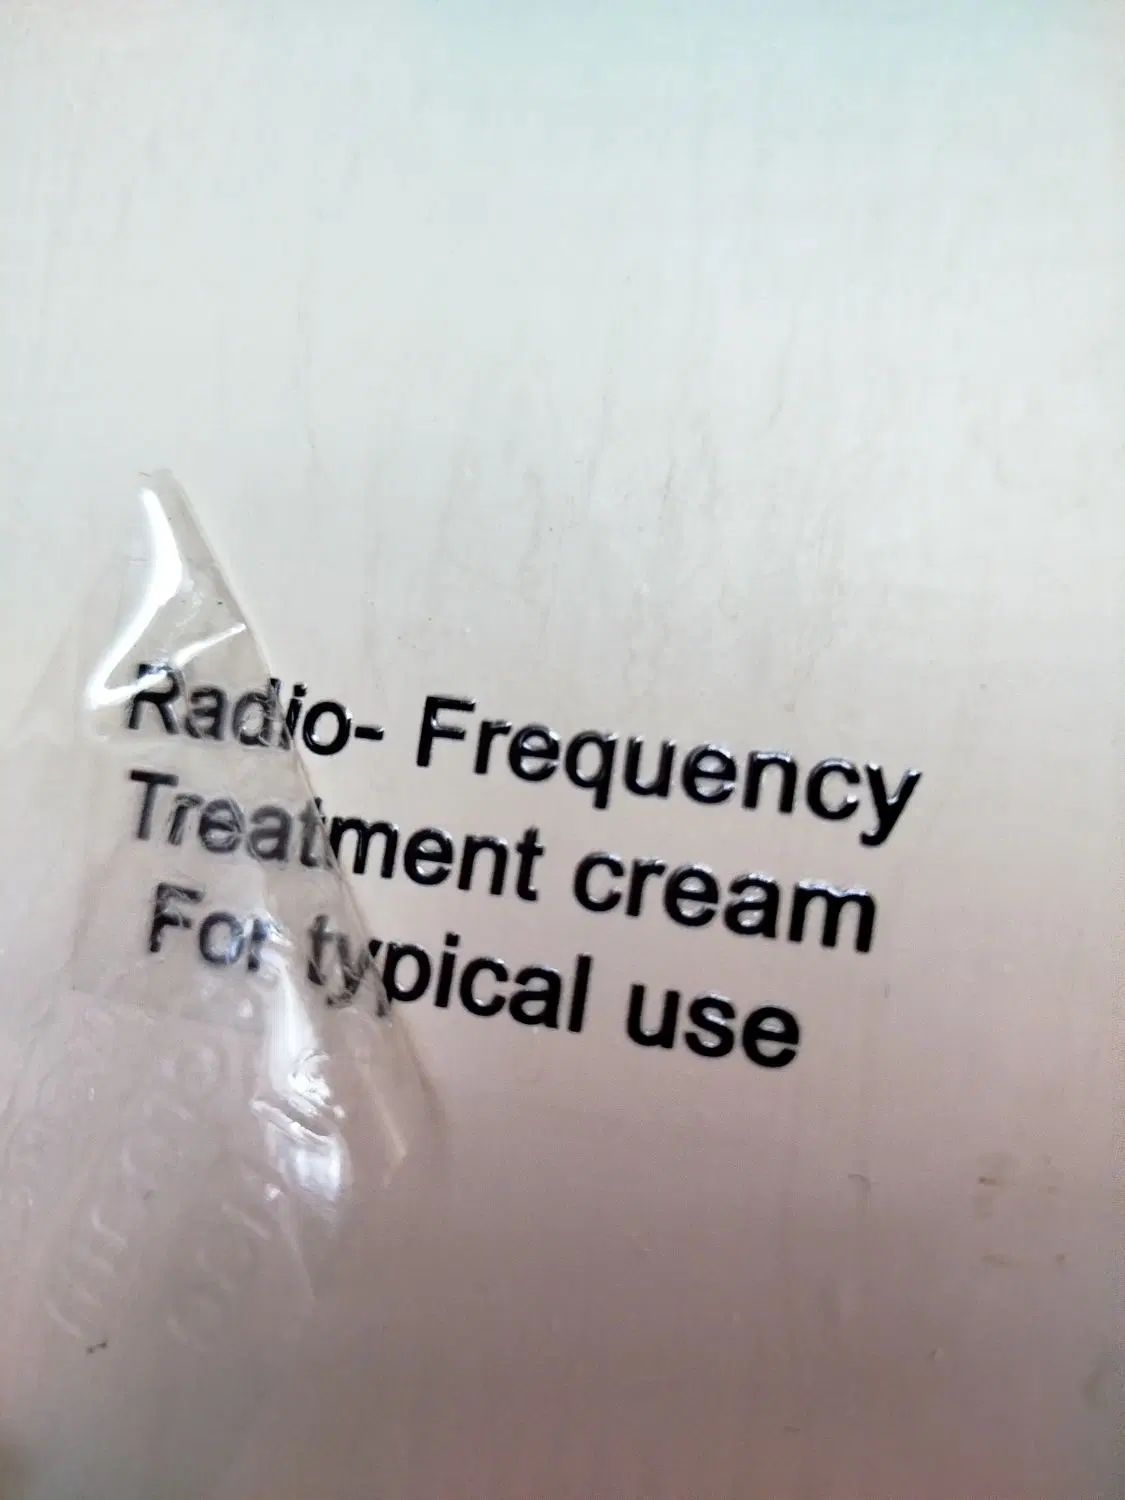 Radio- Frequency
Treatment cream
For typical use